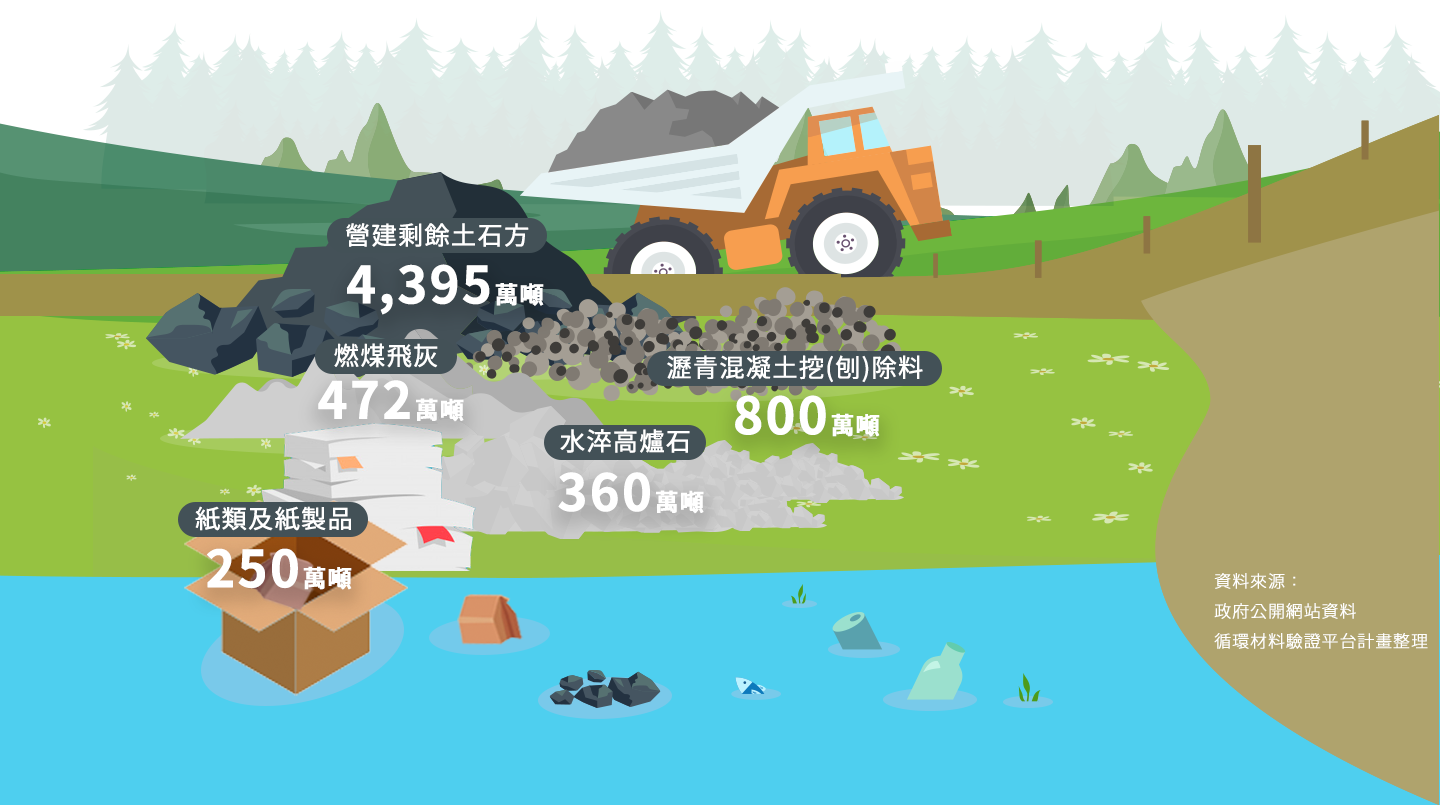 營建剩餘土石方
4,395萬噸
燃煤飛灰
472萬噸
瀝青混凝土挖(刨)除料
800萬噸
水淬高爐石
360萬噸
紙類及紙製品
250萬噸
資料來源：
政府公開網站資料
循環材料驗證平台計畫整理